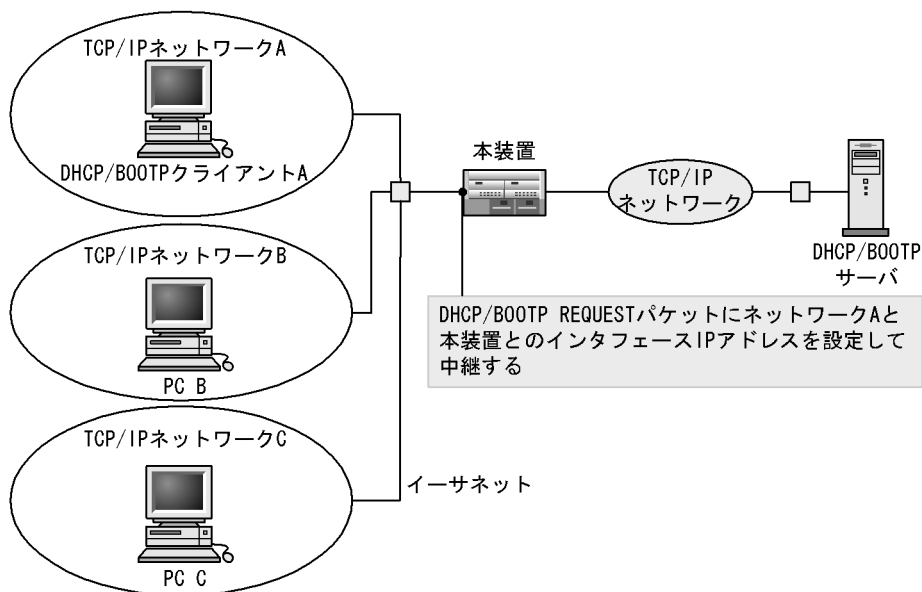 TCP/IPネットワークA
DHCP/BOOTPクライアントA
TCP/IPネットワークB
PC B
TCP/IPネットワークC
PC C
イーサネット
本装置
TCP/IP
ネットワーク
DHCP/BOOTP
サーバ
DHCP/BOOTP REQUESTパケットにネットワークAと
本装置とのインタフェースIPアドレスを設定して
中継する